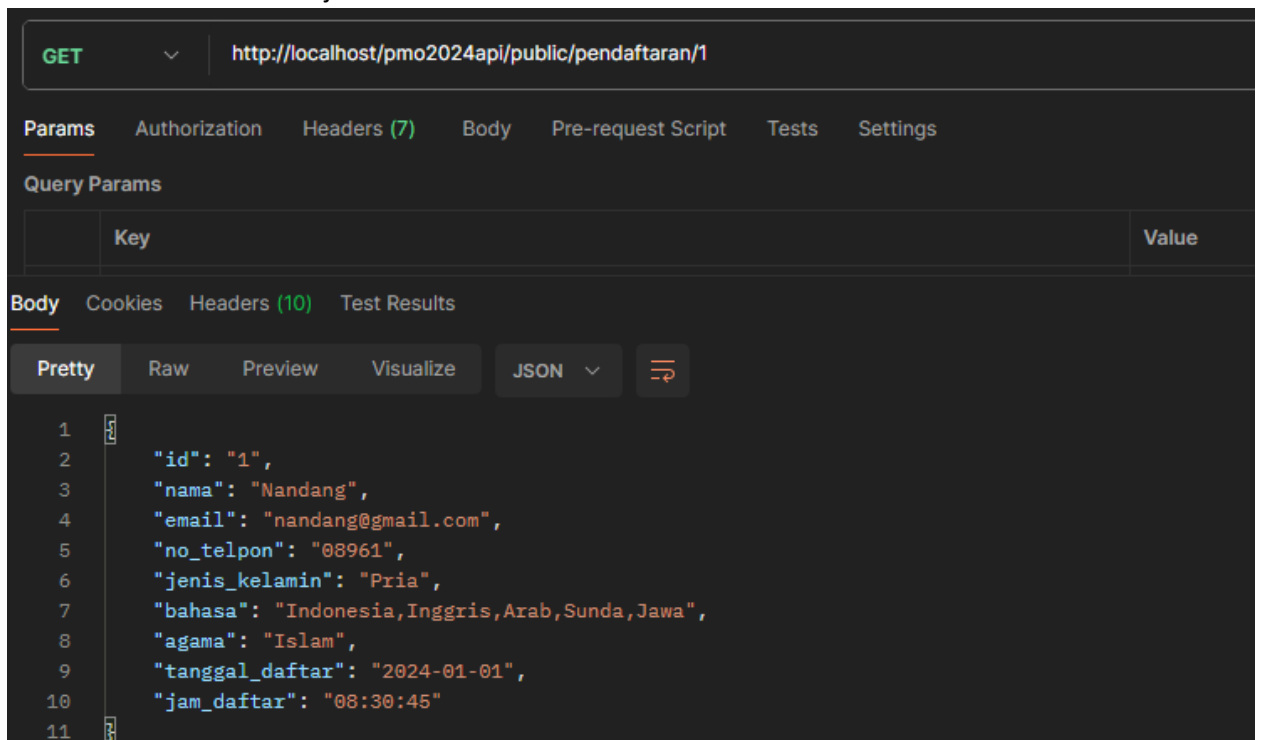 GET http://localhost/pmo2024api/public/pendaftaran/1
Params Authorization Headers (7) Body Pre-request Script Tests Settings
Query Params
Key Value
Body Cookies Headers (10) Test Results
Pretty Raw Preview Visualize JSON
1 {
2 "id": "1",
3 "nama": "Nandang",
4 "email": "nandang@gmail.com",
5 "no_telpon": "08961",
6 "jenis_kelamin": "Pria",
7 "bahasa": "Indonesia,Inggris,Arab,Sunda,Jawa",
8 "agama": "Islam",
9 "tanggal_daftar": "2024-01-01",
10 "jam_daftar": "08:30:45"
11 }